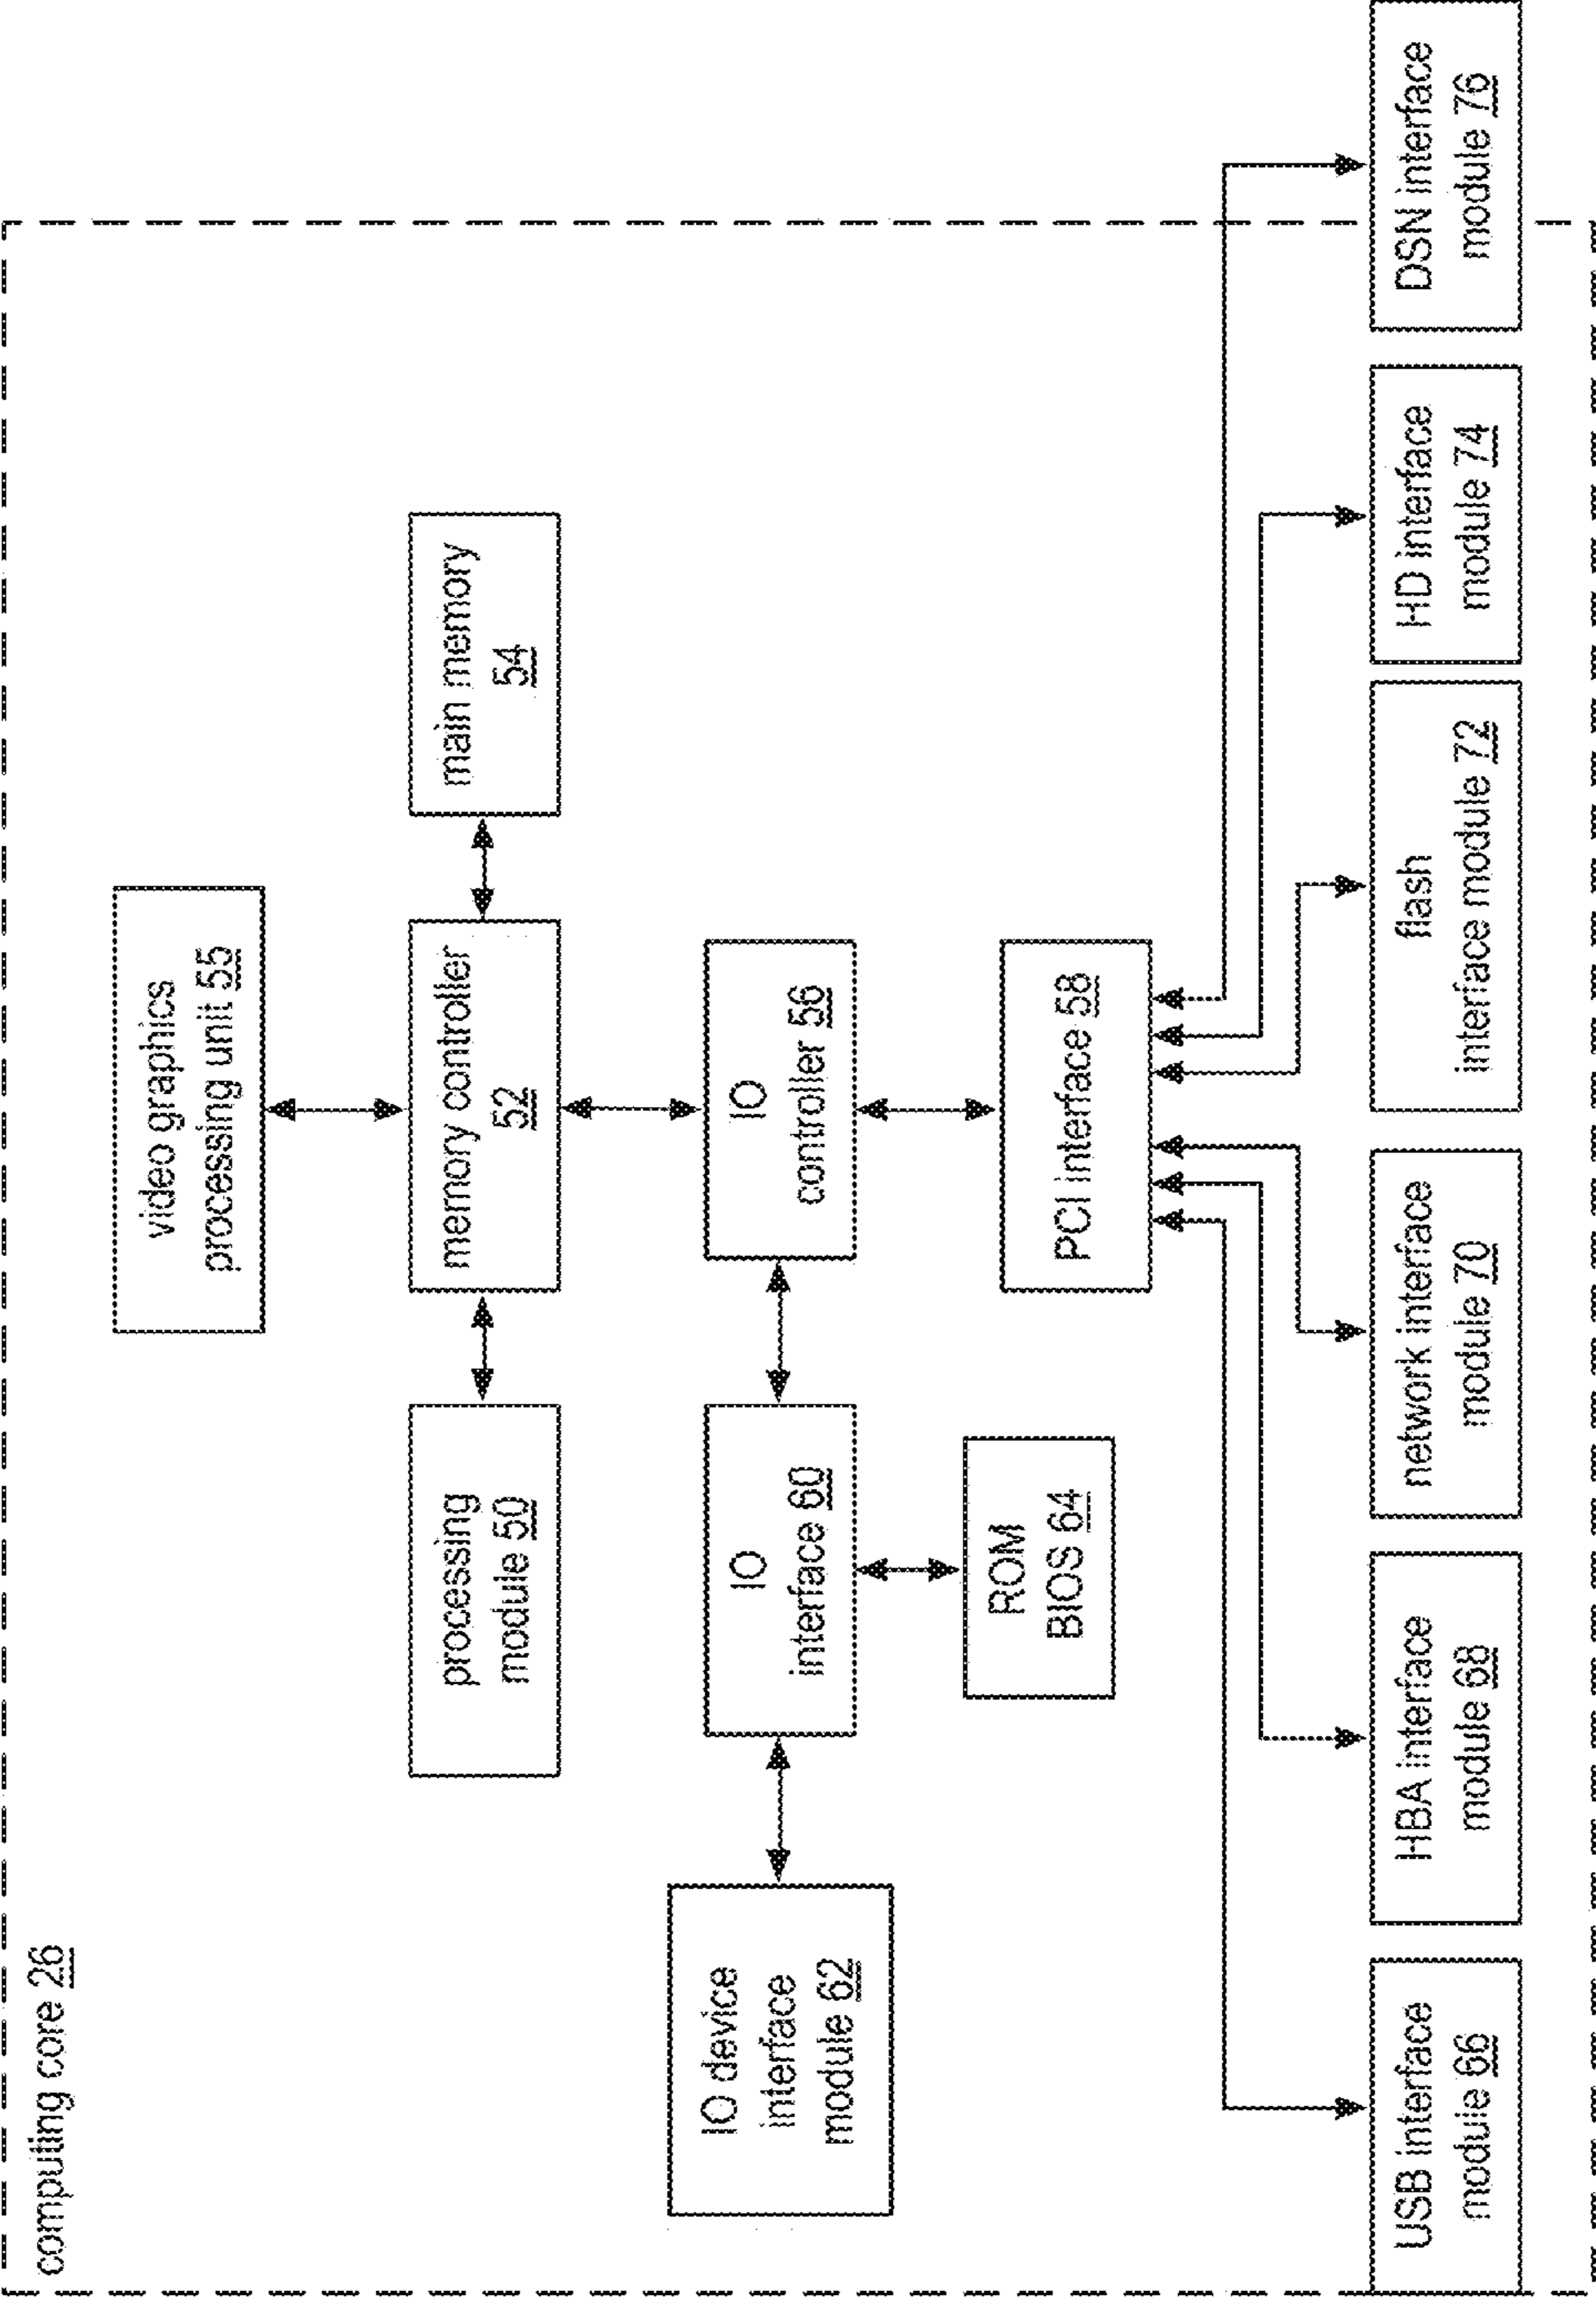 computing core 26
video graphics
processing unit 55
processing
module 50
memory controller
52
main memory
54
IO device
interface
module 62
IO
interface 60
IO
controller 56
ROM
BIOS 64
PCI interface 58
USB interface
module 66
HBA interface
module 68
network interface
module 70
flash
interface module 72
HD interface
module 74
DSN interface
module 76